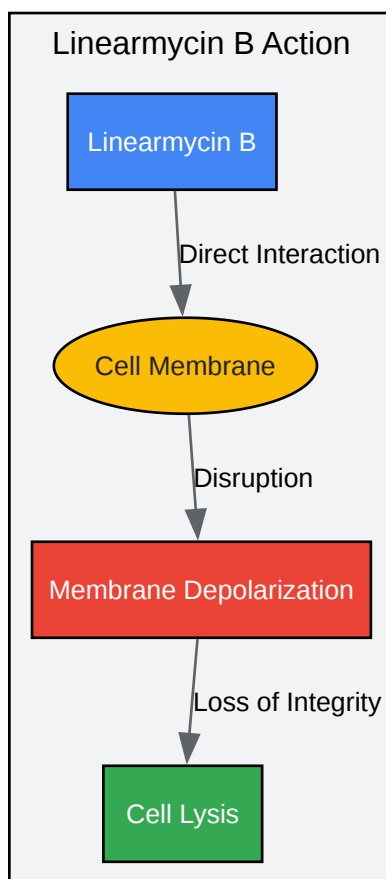 Linearmycin B Action
Linearmycin B
Direct Interaction
Cell Membrane
Disruption
Membrane Depolarization
Loss of Integrity
Cell Lysis